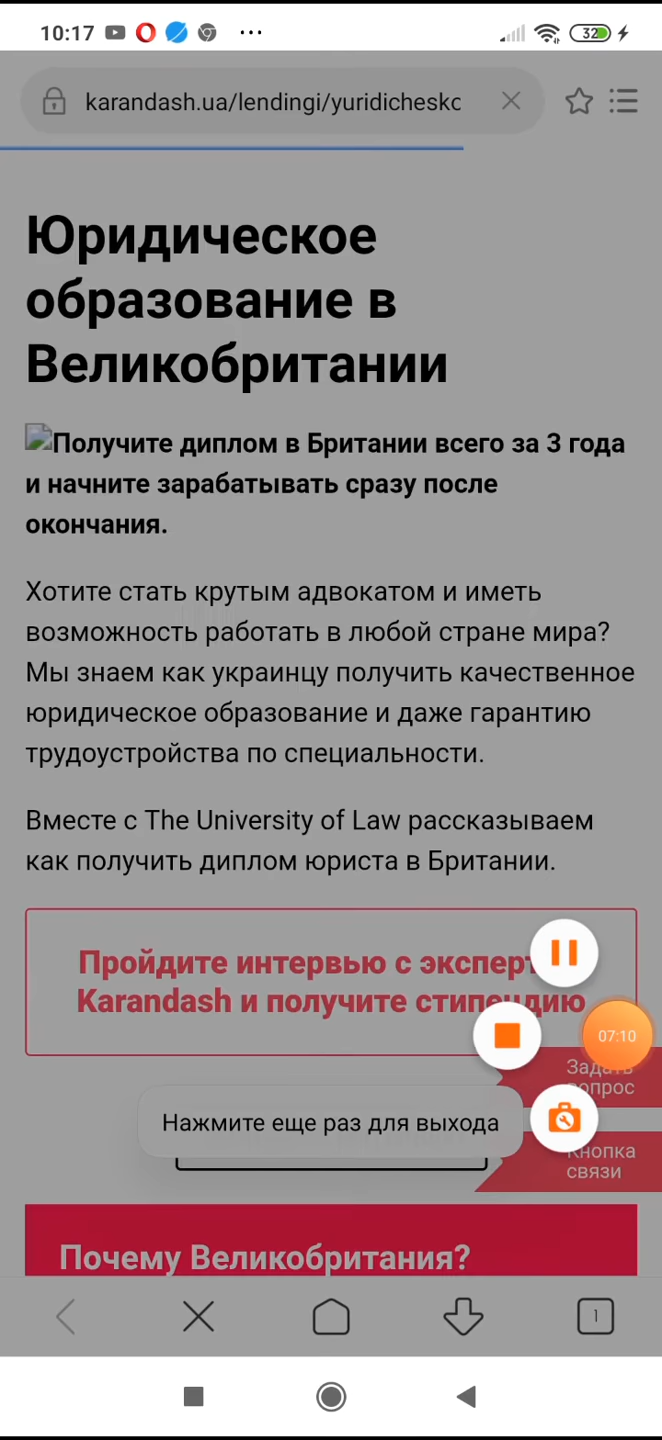 10:17
32
karandash.ua/lendingi/yuridichesko
Юридическое
образование в
Великобритании
Получите диплом в Британии всего за 3 года
и начните зарабатывать сразу после
окончания.
Хотите стать крутым адвокатом и иметь
возможность работать в любой стране мира?
Мы знаем как украинцу получить качественное
юридическое образование и даже гарантию
трудоустройства по специальности.
Вместе с The University of Law рассказываем
как получить диплом юриста в Британии.
Пройдите интервью с эксперт
Karandash и получите стипендию
07:10
Задать
вопрос
Нажмите еще раз для выхода
Кнопка
связи
Почему Великобритания?
1